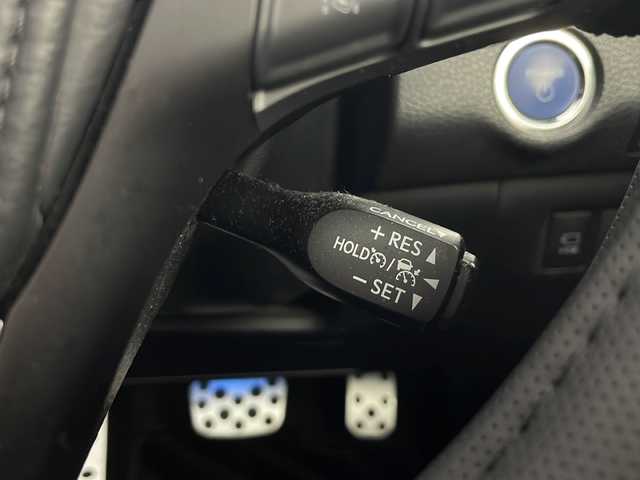 CANCEL
+ RES
HOLD /
− SET